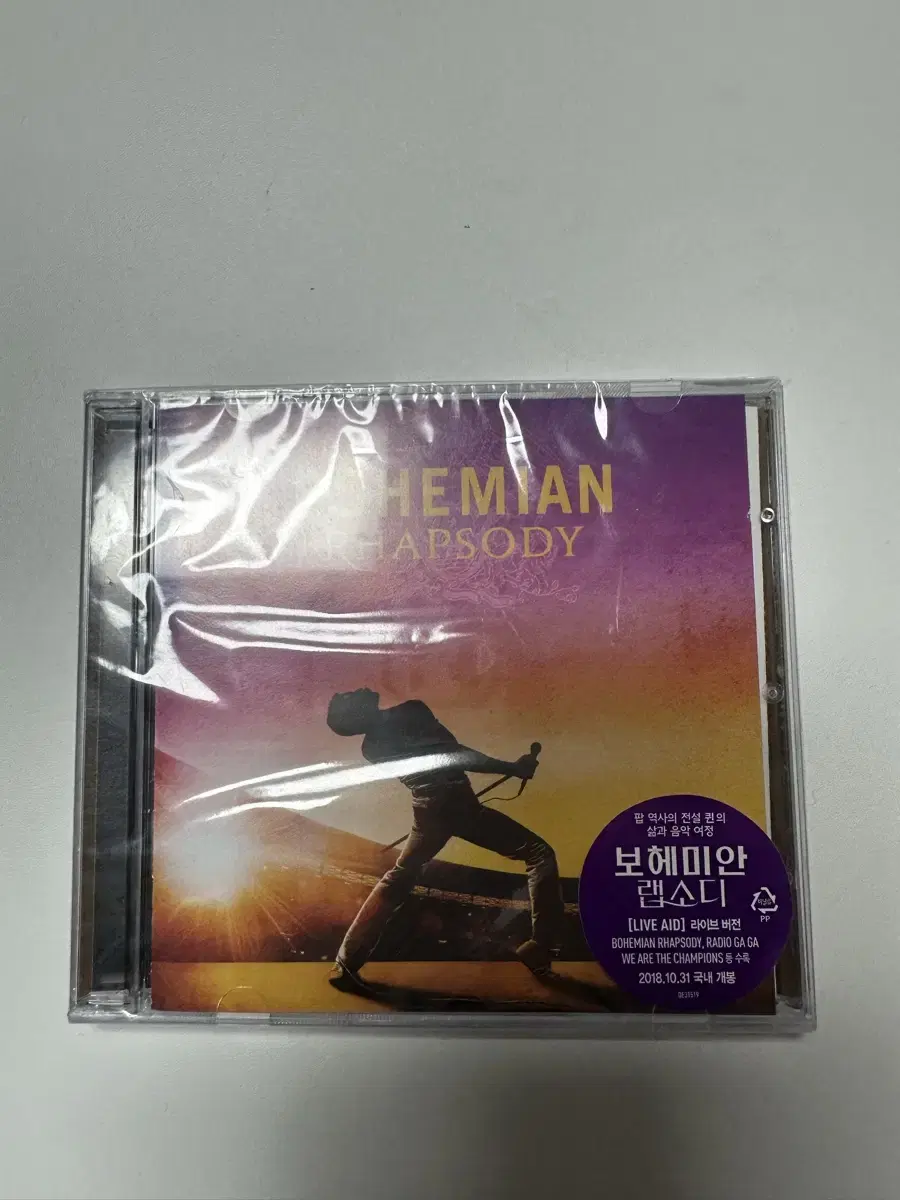 BOHEMIAN
RHAPSODY
팝 역사의 전설 퀸의
삶과 음악 여정
보헤미안
랩소디
[LIVE AID] 라이브 버전
BOHEMIAN RHAPSODY, RADIO GA GA
WE ARE THE CHAMPIONS 등 수록
2018.10.31 국내 개봉
PP